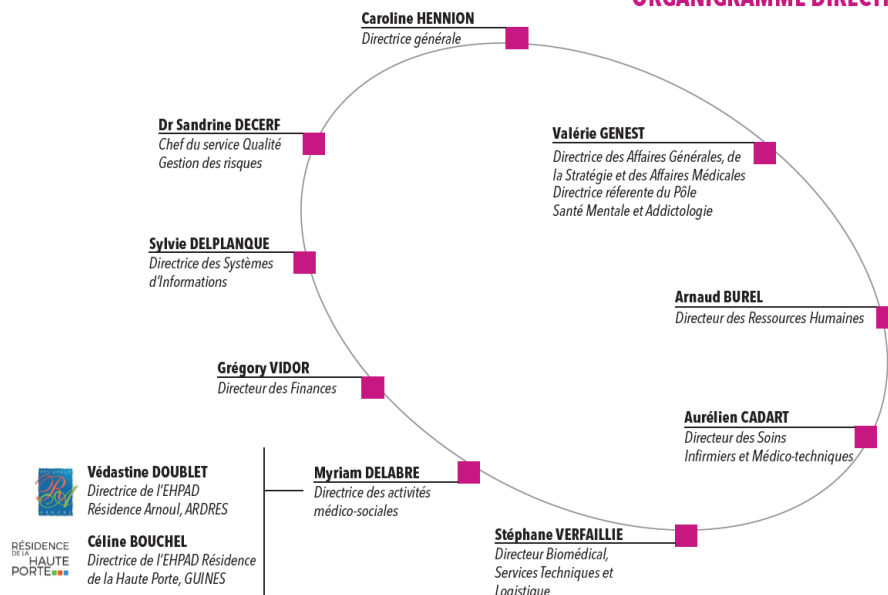 ORGANIGRAMME DIRECTI
Caroline HENNION
Directrice générale
Dr Sandrine DECERF
Chef du service Qualité
Gestion des risques
Valérie GENEST
Directrice des Affaires Générales, de
la Stratégie et des Affaires Médicales
Directrice réferente du Pôle
Santé Mentale et Addictologie
Sylvie DELPLANQUE
Directrice des Systèmes
d'Informations
Arnaud BUREL
Directeur des Ressources Humaines
Grégory VIDOR
Directeur des Finances
Aurélien CADART
Directeur des Soins
Infirmiers et Médico-techniques
Védastine DOUBLET
Directrice de l'EHPAD
Résidence Arnoul, ARDRES
Myriam DELABRE
Directrice des activités
médico-sociales
Céline BOUCHEL
Directrice de l'EHPAD Résidence
de la Haute Porte, GUINES
RÉSIDENCE
DE LA
HAUTE
PORTE
Stéphane VERFAILLIE
Directeur Biomédical,
Services Techniques et
Logistique